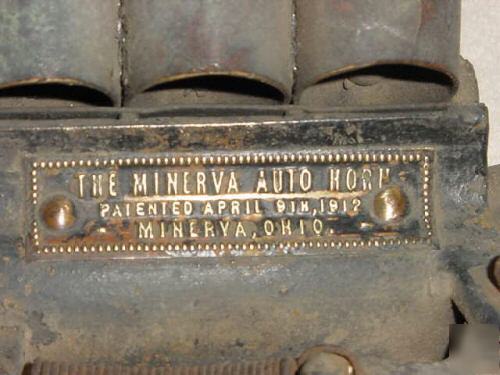 THE MINERVA AUTO HORN
PATENTED APRIL 9TH, 1912
- MINERVA, OHIO. -